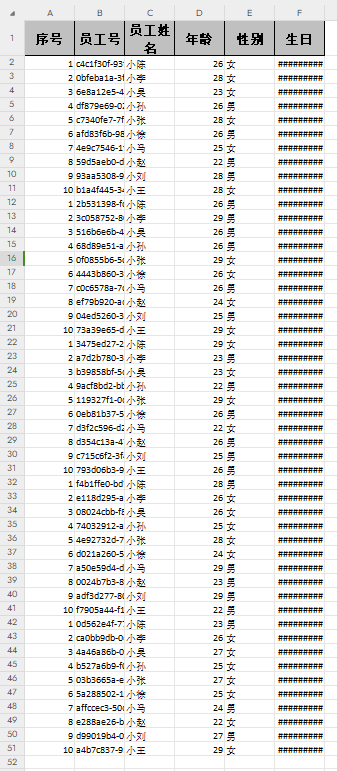 A B C D E F
1 序号 员工号 员工姓名 年龄 性别 生日
2 1 c4c1f30f-93 小陈 26 女 #########
3 2 0bfeba1a-3 小李 28 女 #########
4 3 6e8a12e5-4 小吴 23 女 #########
5 4 df879e69-02 小孙 26 男 #########
6 5 c7340fe7-7f 小张 28 女 #########
7 6 afd83f6b-98 小徐 26 男 #########
8 7 4e9c7546-1 小马 25 女 #########
9 8 59d5aeb0-d 小赵 22 男 #########
10 9 93aa5308-9 小刘 28 男 #########
11 10 b1a4f445-34 小王 28 女 #########
12 1 2b531398-f 小陈 26 男 #########
13 2 3c058752-8 小李 29 男 #########
14 3 516b6e6b-4 小吴 26 男 #########
15 4 68d89e51-a 小孙 26 男 #########
16 5 0f0855b6-5 小张 29 女 #########
17 6 4443b860-3 小徐 26 女 #########
18 7 c0c6578a-7 小马 26 男 #########
19 8 ef79b920-a 小赵 24 女 #########
20 9 04ed5260-3 小刘 25 男 #########
21 10 73a39e65-d 小王 29 女 #########
22 1 3475ed27-2 小陈 29 女 #########
23 2 a7d2b780-3 小李 23 男 #########
24 3 b39858bf-5 小吴 23 女 #########
25 4 9acf8bd2-bb 小孙 22 男 #########
26 5 119327f1-0 小张 29 女 #########
27 6 0eb81b37-5 小徐 26 男 #########
28 7 d3f2c596-d2 小马 22 女 #########
29 8 d354c13a-4 小赵 26 男 #########
30 9 c715c6f2-3f 小刘 25 男 #########
31 10 793d06b3-9 小王 26 男 #########
32 1 f4b1ffe0-bd 小陈 28 男 #########
33 2 e118d295-a 小李 26 女 #########
34 3 08024cbb-f8 小吴 26 女 #########
35 4 74032912-a 小孙 25 女 #########
36 5 4e92732d-7 小张 28 女 #########
37 6 d021a260-5 小徐 24 女 #########
38 7 a50e59d4-d 小马 29 男 #########
39 8 0024b7b3-8 小赵 23 男 #########
40 9 adf3d277-80 小刘 29 男 #########
41 10 f7905a44-f1 小王 22 男 #########
42 1 0d562e4f-7 小陈 23 男 #########
43 2 ca0bb9db-0 小李 26 女 #########
44 3 4a46a86b-0 小吴 27 女 #########
45 4 b527a6b9-f 小孙 25 女 #########
46 5 03b3665a-e 小张 27 女 #########
47 6 5a288502-1 小徐 25 女 #########
48 7 affccec3-50 小马 24 男 #########
49 8 e288ae26-b 小赵 22 女 #########
50 9 d99019b4-0 小刘 27 男 #########
51 10 a4b7c837-9 小王 29 女 #########
52